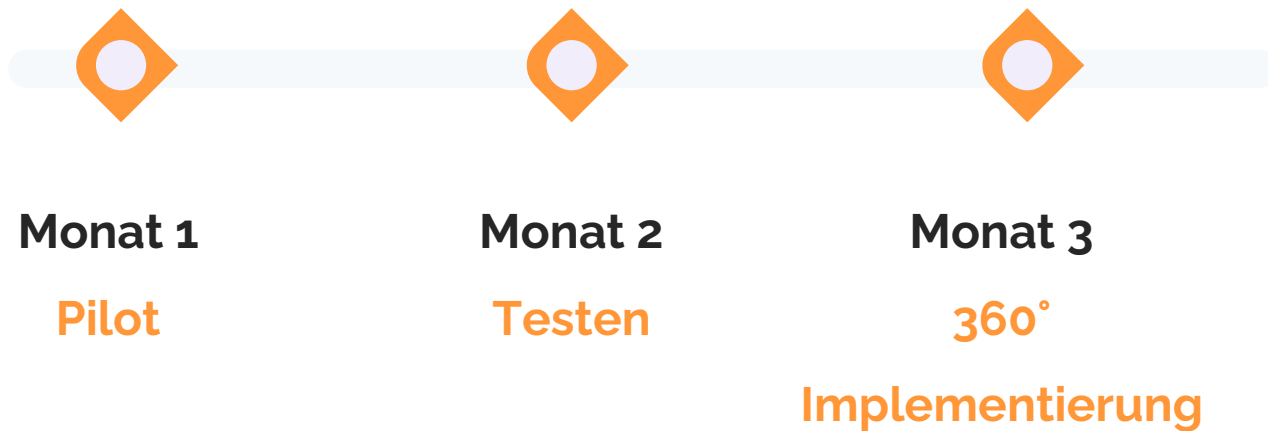 Monat 1
Pilot
Monat 2
Testen
Monat 3
360°
Implementierung